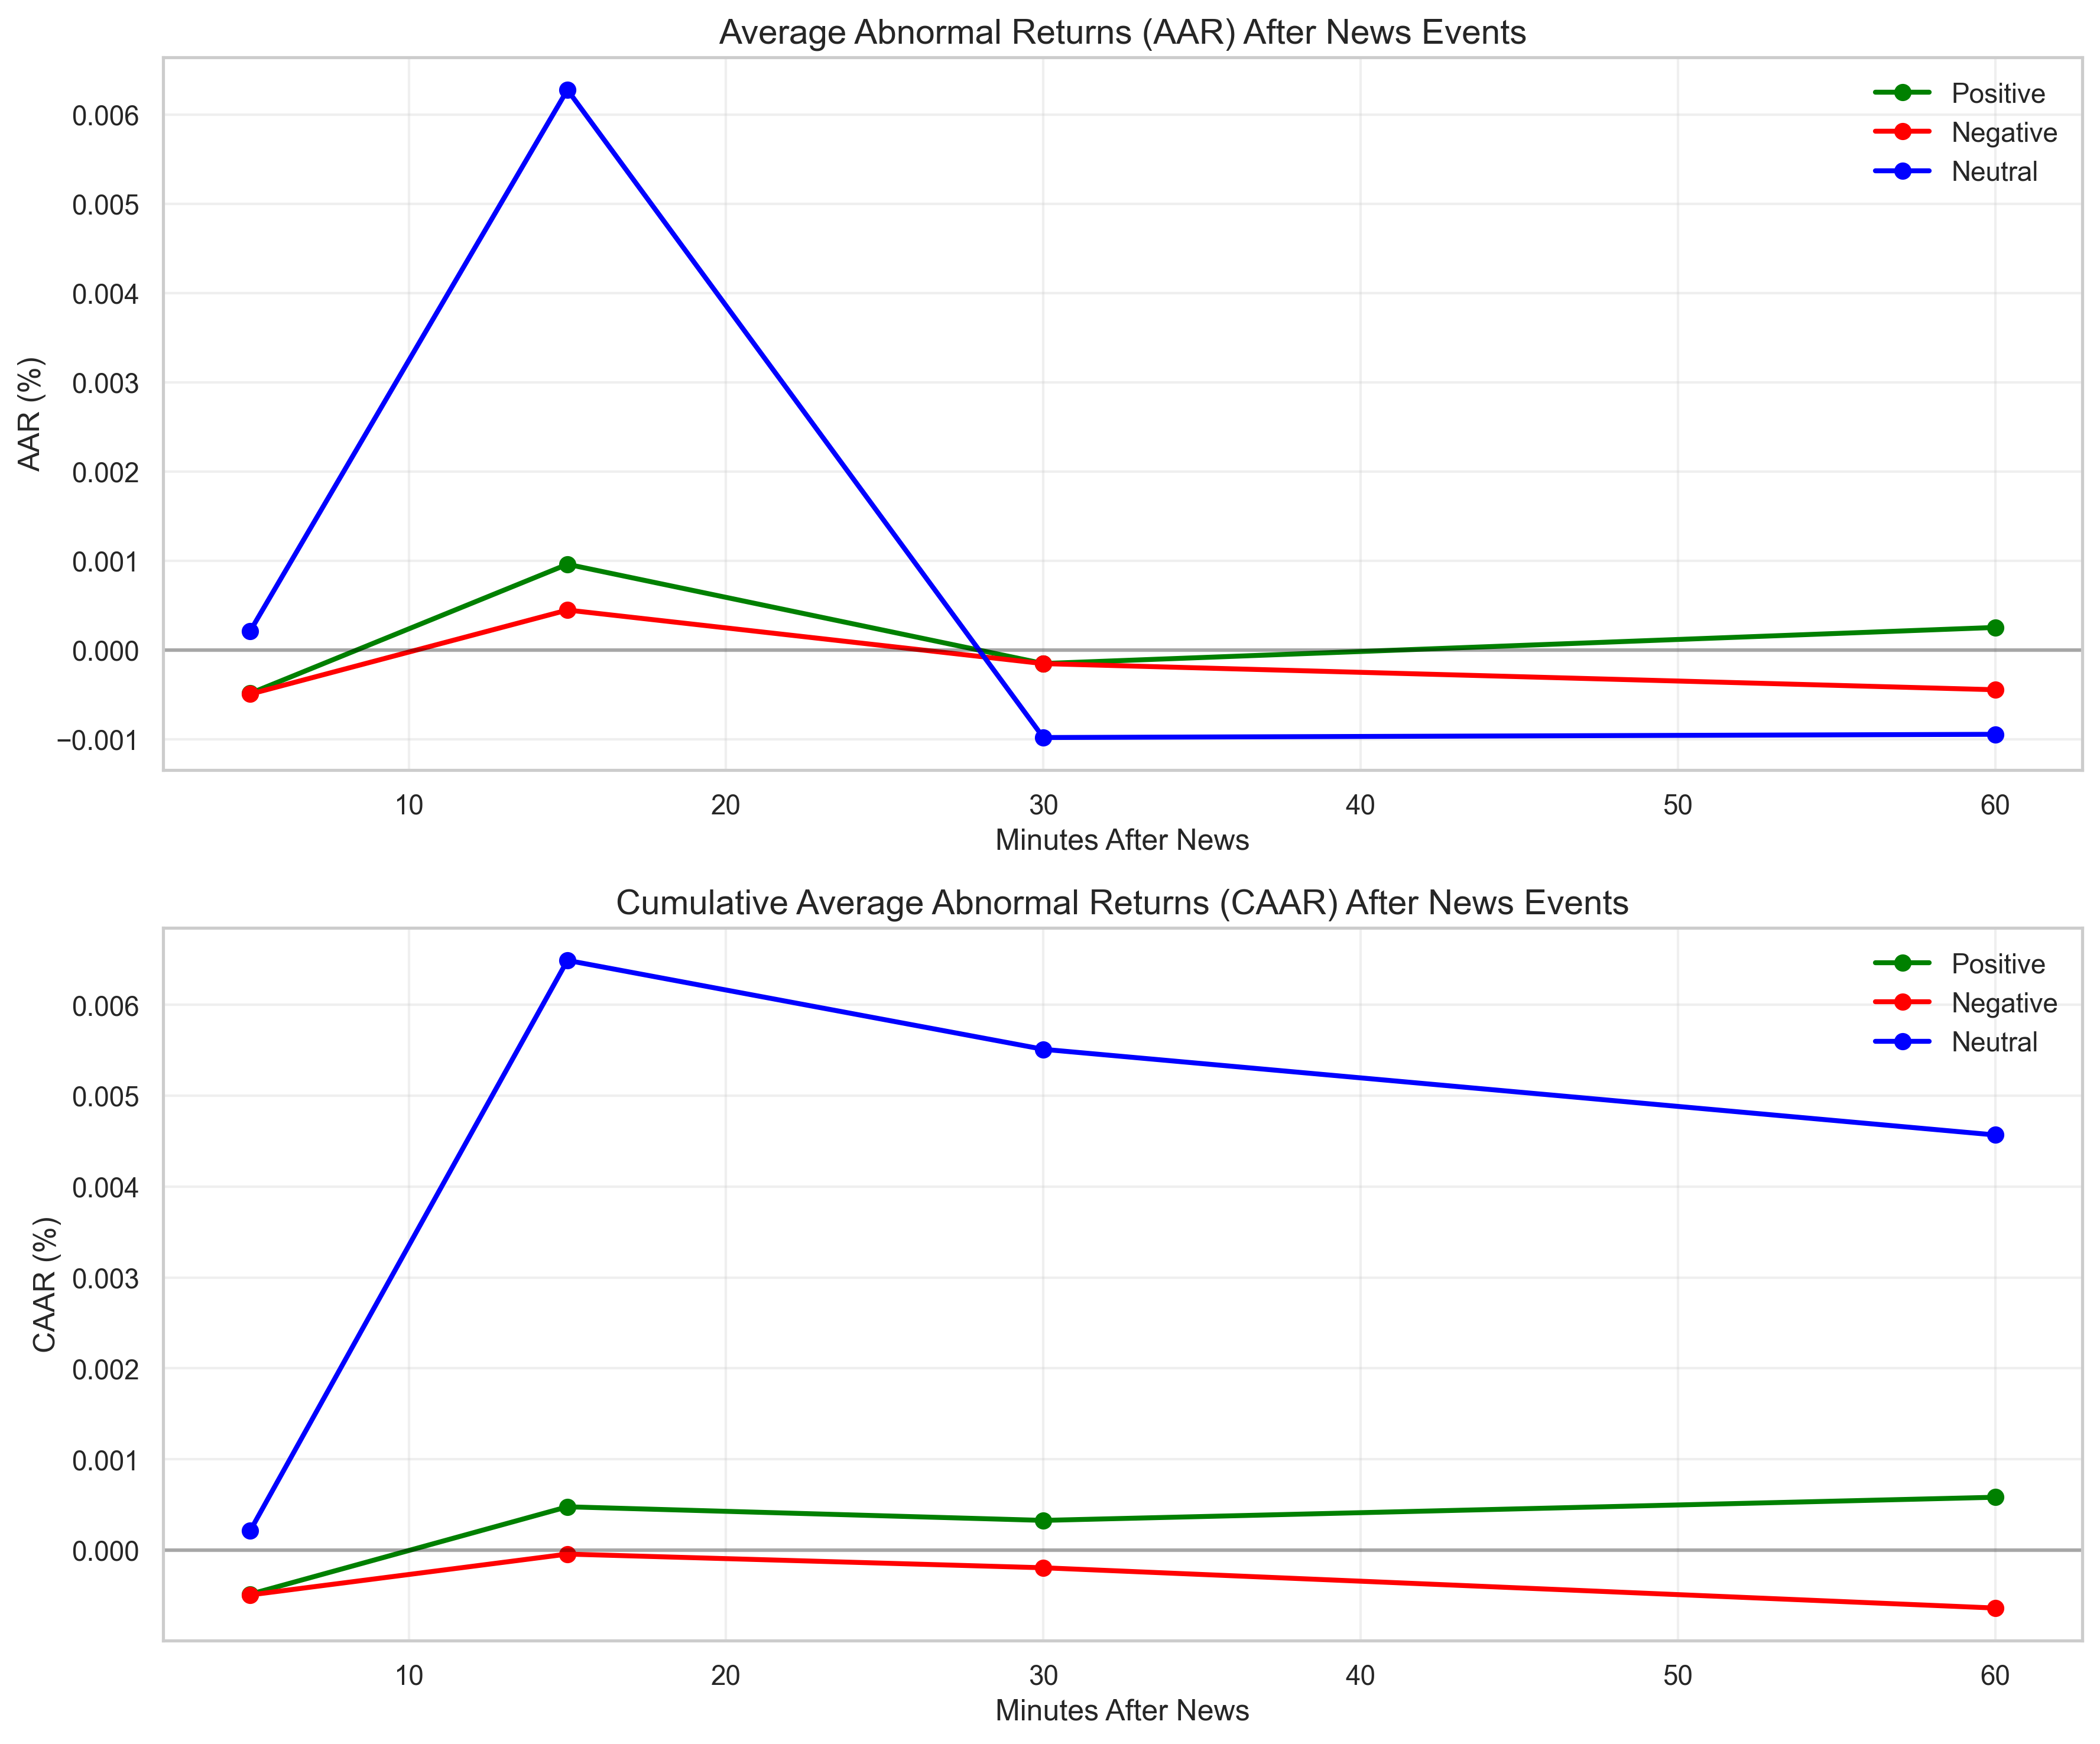 Average Abnormal Returns (AAR) After News Events
Positive
Negative
Neutral
0.006
0.005
0.004
0.003
0.002
0.001
0.000
−0.001
AAR (%)
10 20 30 40 50 60
Minutes After News
Cumulative Average Abnormal Returns (CAAR) After News Events
Positive
Negative
Neutral
0.006
0.005
0.004
0.003
0.002
0.001
0.000
CAAR (%)
10 20 30 40 50 60
Minutes After News